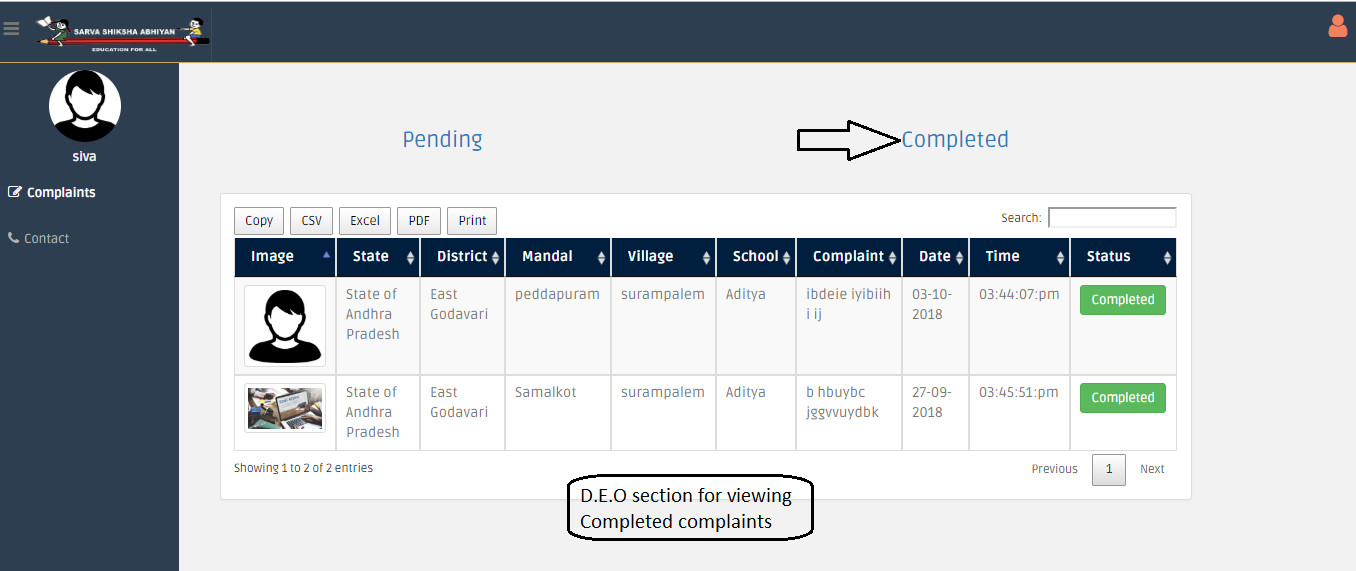 SARVA SHIKSHA ABHIYAN
EDUCATION FOR ALL
siva
Complaints
Contact
Pending
Completed
Copy CSV Excel PDF Print
Search:
Image State District Mandal Village School Complaint Date Time Status
State of East peddapuram surampalem Aditya ibdeie iyibiih 03-10- 03:44:07:pm Completed
Andhra Godavari i ij 2018
Pradesh
State of East Samalkot surampalem Aditya b hbuybc 27-09- 03:45:51:pm Completed
Andhra Godavari jggvvuydbk 2018
Pradesh
Showing 1 to 2 of 2 entries
Previous 1 Next
D.E.O section for viewing
Completed complaints